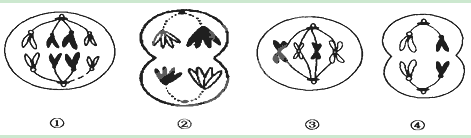 ① ② ③ ④